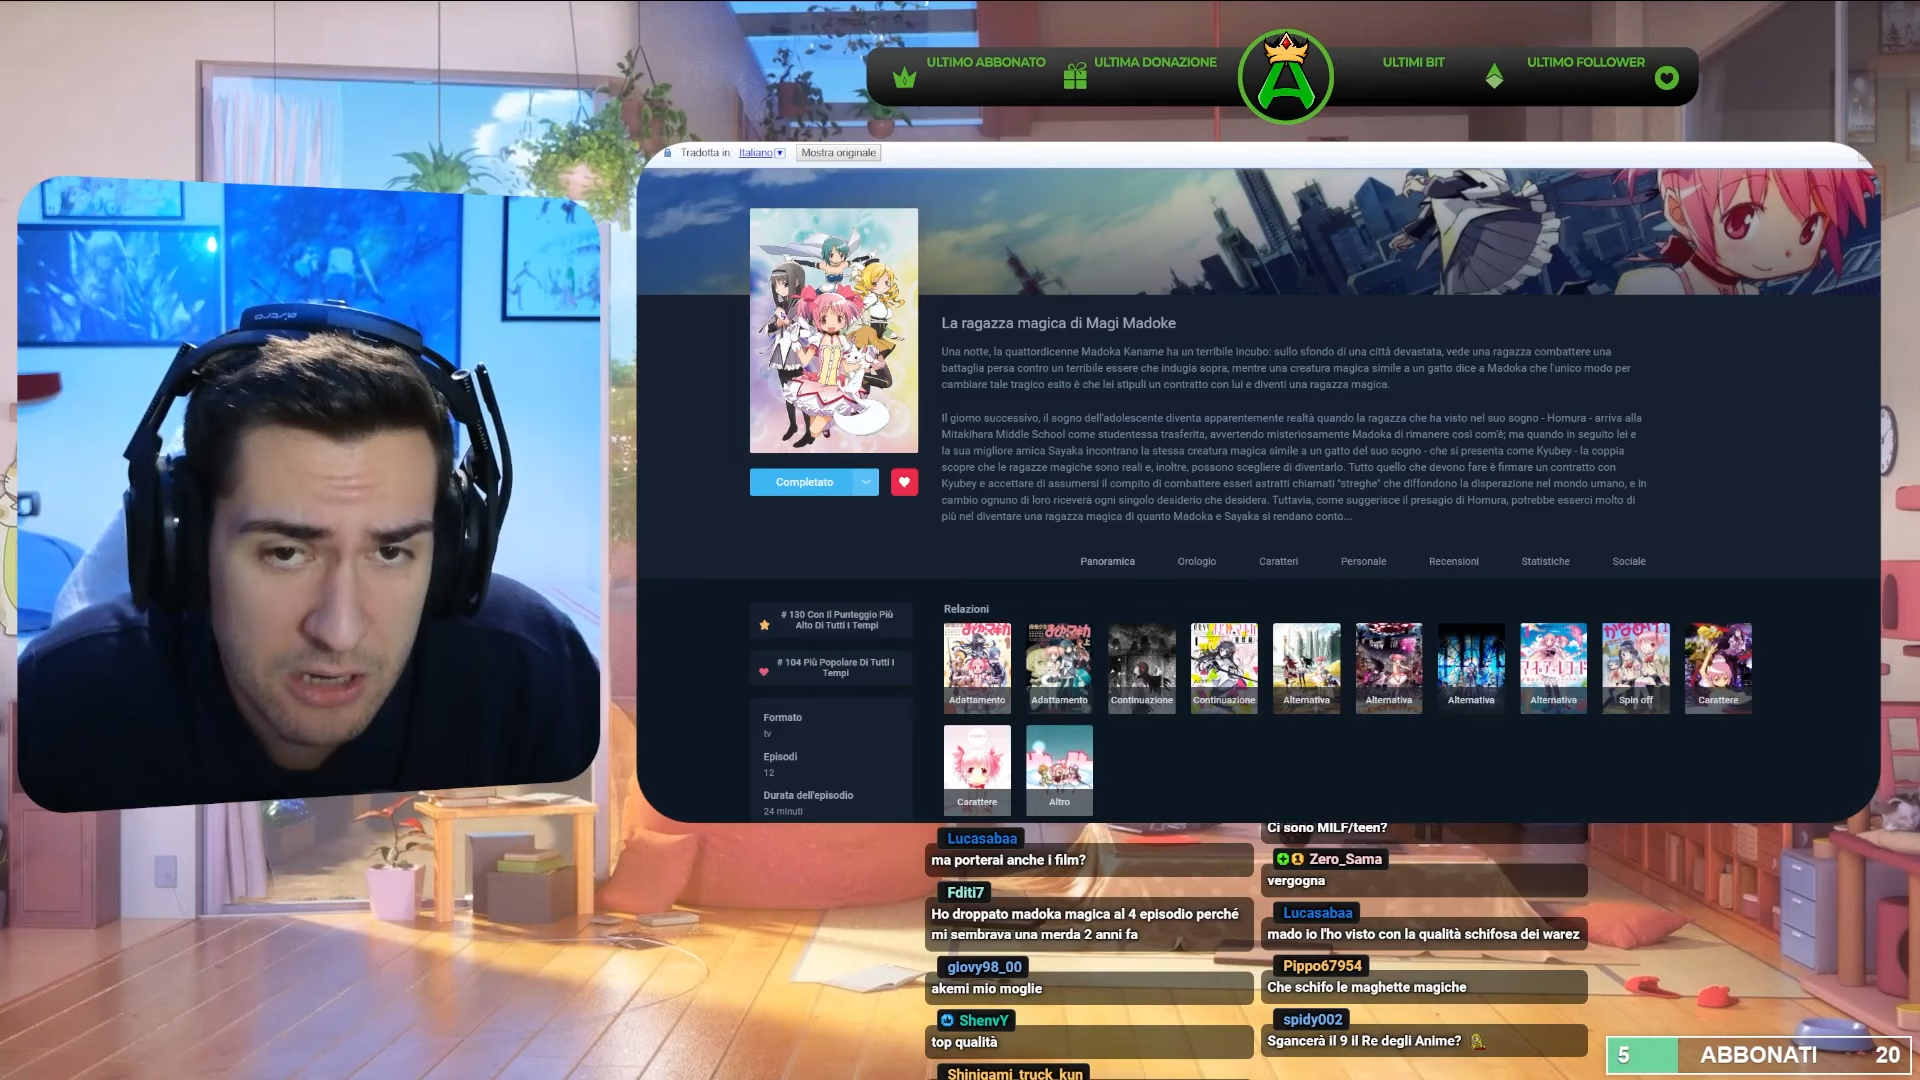 ULTIMO ABBONATO
ULTIMA DONAZIONE
ULTIMI BIT
ULTIMO FOLLOWER
Tradotta in: Italiano Mostra originale
La ragazza magica di Magi Madoke
Una notte, la quattordicenne Madoka Kaname ha un terribile incubo: sullo sfondo di una città devastata, vede una ragazza combattere una
battaglia persa contro un terribile essere che indugia sopra, mentre una creatura magica simile a un gatto dice a Madoka che l'unico modo per
cambiare tale tragico esito è che lei stipuli un contratto con lui e diventi una ragazza magica.
Il giorno successivo, il sogno dell'adolescente diventa apparentemente realtà quando la ragazza che ha visto nel suo sogno - Homura - arriva alla
Mitakihara Middle School come studentessa trasferita, avvertendo misteriosamente Madoka di rimanere così com'è; ma quando in seguito lei e
la sua migliore amica Sayaka incontrano la stessa creatura magica simile a un gatto del suo sogno - che si presenta come Kyubey - la coppia
scopre che le ragazze magiche sono reali e, inoltre, possono scegliere di diventarlo. Tutto quello che devono fare è firmare un contratto con
Kyubey e accettare di assumersi il compito di combattere esseri astratti chiamati "streghe" che diffondono la disperazione nel mondo umano, e in
cambio ognuno di loro riceverà ogni singolo desiderio che desidera. Tuttavia, come suggerisce il presagio di Homura, potrebbe esserci molto di
più nel diventare una ragazza magica di quanto Madoka e Sayaka si rendano conto...
Completato
Panoramica Orologio Caratteri Personale Recensioni Statistiche Sociale
# 130 Con Il Punteggio Più
Alto Di Tutti I Tempi
# 104 Più Popolare Di Tutti I
Tempi
Formato
tv
Episodi
12
Durata dell'episodio
24 minuti
Relazioni
Adattamento Adattamento Continuazione Continuazione Alternativa Alternativa Alternativa Alternativa Spin off Carattere
Carattere Altro
Lucasabaa
ma porterai anche i film?
Fditi7
Ho droppato madoka magica al 4 episodio perché
mi sembrava una merda 2 anni fa
giovy98_00
akemi mio moglie
ShenvY
top qualità
Shinigami_truck_kun
Ci sono MILF/teen?
Zero_Sama
vergogna
Lucasabaa
mado io l'ho visto con la qualità schifosa dei warez
Pippo67954
Che schifo le maghette magiche
spidy002
Sgancerà il 9 il Re degli Anime?
5 ABBONATI 20